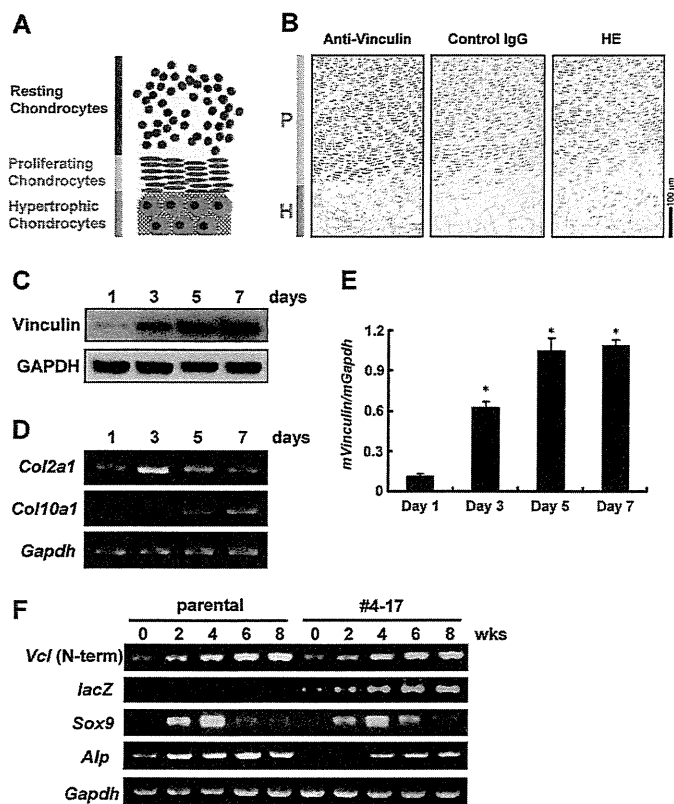 A
Resting
Chondrocytes
Proliferating
Chondrocytes
Hypertrophic
Chondrocytes
B
Anti-Vinculin Control IgG HE
P
H
100 μm
C
1 3 5 7 days
Vinculin
GAPDH
D
1 3 5 7 days
Col2a1
Col10a1
Gapdh
E
mVinculin/mGapdh
1.2
0.9
0.6
0.3
0
* * *
Day 1 Day 3 Day 5 Day 7
F
parental #4-17
0 2 4 6 8 0 2 4 6 8 wks
Vcl (N-term)
lacZ
Sox9
Alp
Gapdh